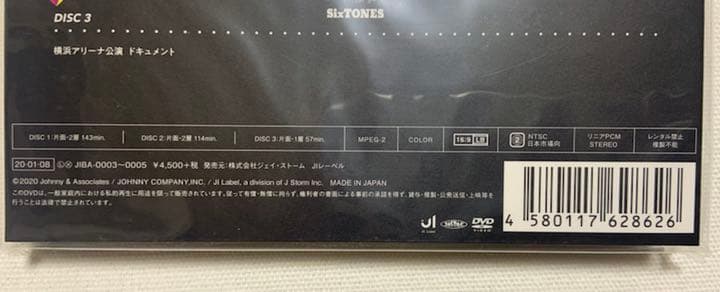 SixTONES
DISC 3
横浜アリーナ公演 ドキュメント
DISC 1:片面・2層 143min. DISC 2:片面・2層 114min. DISC 3:片面・1層 57min. MPEG-2 COLOR 16:9 LB 2 NTSC 日本市場向 リニアPCM STEREO レンタル禁止 複製不能
20·01·08 JIBA-0003〜0005 ¥4,500+税 発売元:株式会社ジェイ・ストーム JIレーベル
©2020 Johnny & Associates / JOHNNY COMPANY,INC. / JI Label, a division of J Storm Inc. MADE IN JAPAN
このDVDは、一般家庭内における私的再生に用途を限って販売されています。従って有償・無償に拘らず、権利者の書面による事前の承諾を得ず、貸与・複製・公衆送信・上映等を
行うことは法律で禁止されています。
JI DVD VIDEO
4 580117 628626